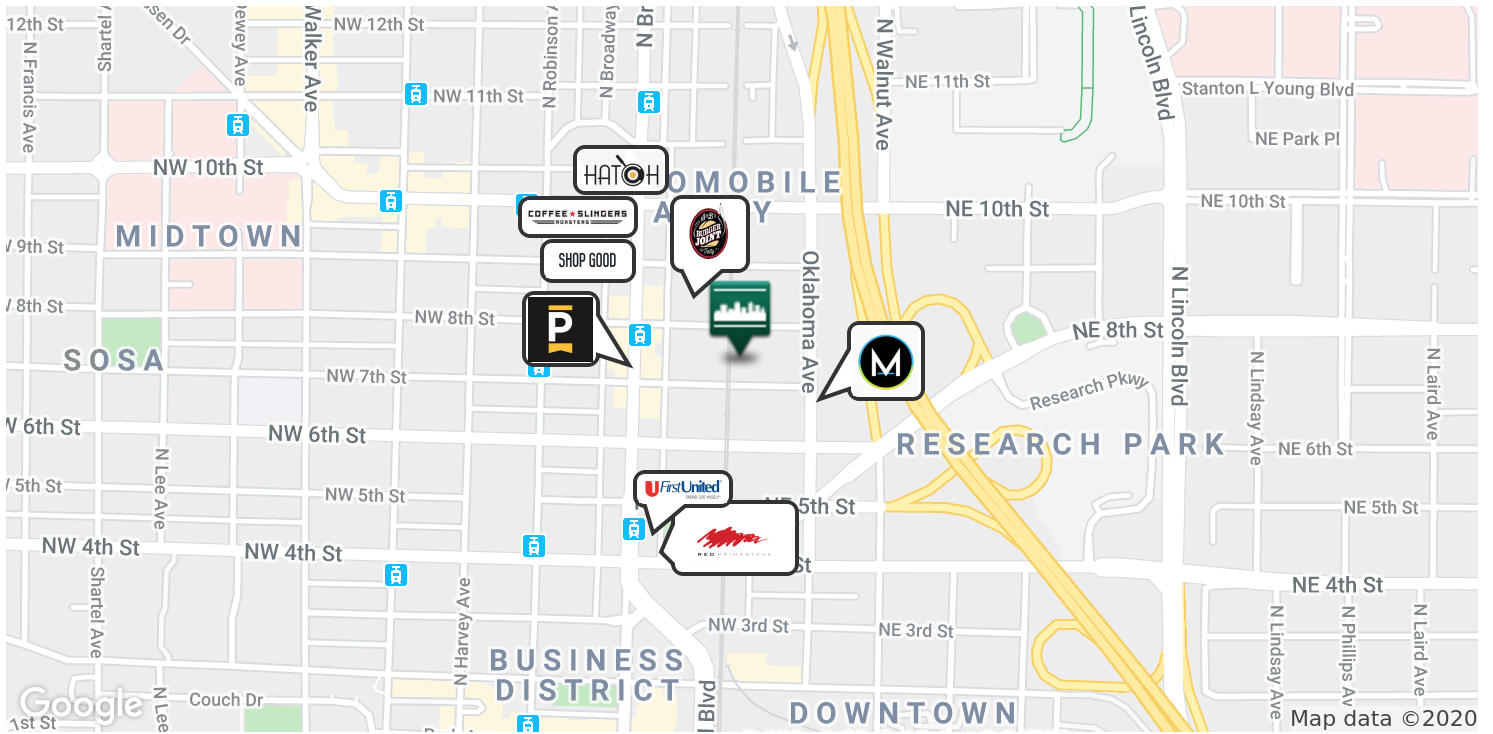 12th St
Shartel A
Dewey Ave
sen Dr
Walker Ave
NW 12th St
N Robinson A
N Broadway
N Br
N Walnut Ave
Lincoln Blvd
N Francis Ave
NW 11th St
NE 11th St
Stanton L Young Blvd
NE Park Pl
NW 10th St
HATCH
OMOBILE
A Y
COFFEE★SLINGERS
ROASTERS
BURGER
JOINT
NE 10th St
NE 10th St
MIDTOWN
W 9th St
SHOP GOOD
Oklahoma Ave
N Lincoln Blvd
W 8th St
NW 8th St
P
NE 8th St
SOSA
M
NW 7th St
Research Pkwy
N Lindsay Ave
N Laird Ave
W 6th St
NW 6th St
RESEARCH PARK
NE 6th St
N Lee Ave
5th St
NW 5th St
U FirstUnited
SPEND LIFE WISELY
NE 5th St
NE 5th St
NW 4th St
NW 4th St
RED PRIMESTEAK
St
NE 4th St
Shartel Ave
N Harvey Ave
NW 3rd St
NE 3rd St
N Lindsay Ave
N Phillips Av
N Laird Ave
BUSINESS
DISTRICT
Google
N Lee
Couch Dr
Blvd
DOWNTOWN
1st St
Map data ©2020